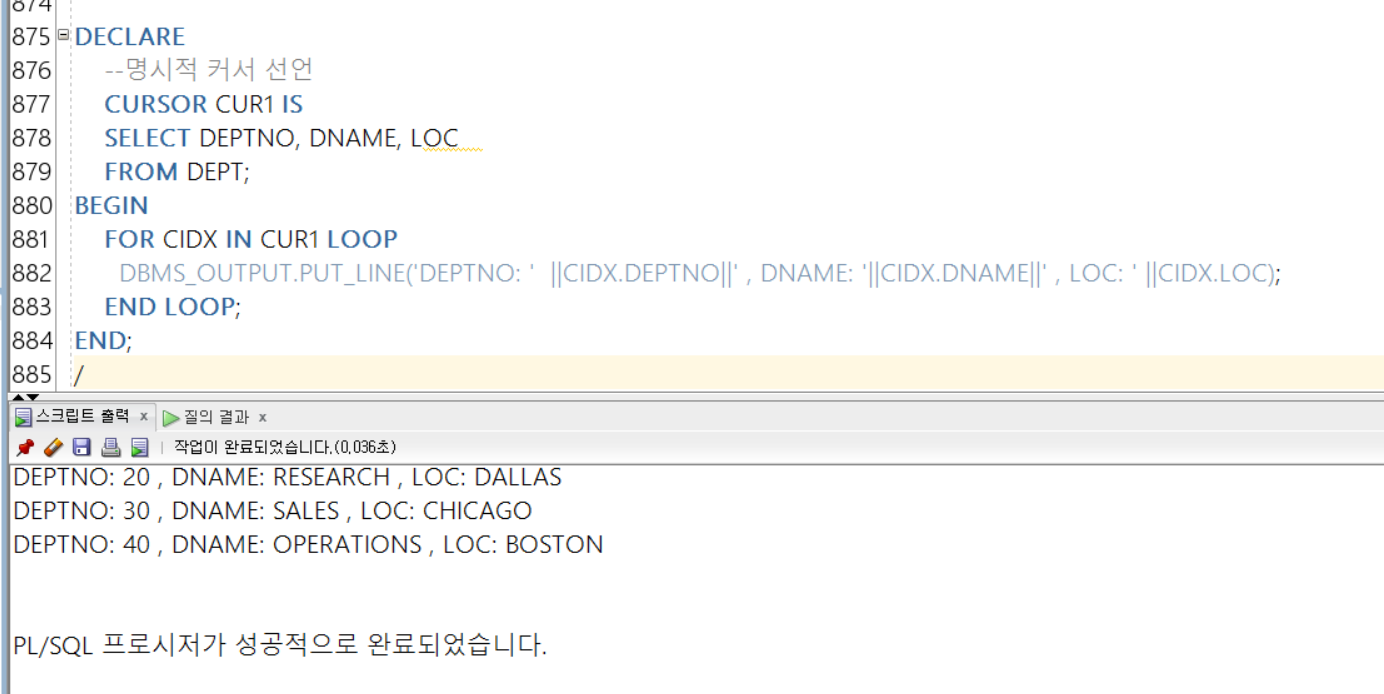 874
875 DECLARE
876 --명시적 커서 선언
877 CURSOR CUR1 IS
878 SELECT DEPTNO, DNAME, LOC
879 FROM DEPT;
880 BEGIN
881 FOR CIDX IN CUR1 LOOP
882 DBMS_OUTPUT.PUT_LINE('DEPTNO: '  ||CIDX.DEPTNO||' , DNAME: '||CIDX.DNAME||' , LOC: ' ||CIDX.LOC);
883 END LOOP;
884 END;
885 /
스크립트 출력 x 질의 결과 x
작업이 완료되었습니다.(0,036초)
DEPTNO: 20 , DNAME: RESEARCH , LOC: DALLAS
DEPTNO: 30 , DNAME: SALES , LOC: CHICAGO
DEPTNO: 40 , DNAME: OPERATIONS , LOC: BOSTON
PL/SQL 프로시저가 성공적으로 완료되었습니다.